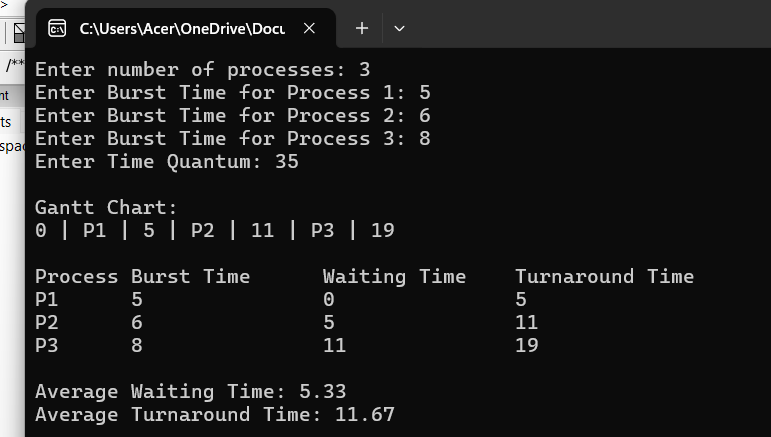 >
C:\Users\Acer\OneDrive\Docu
/**
nt
ts
spac
Enter number of processes: 3
Enter Burst Time for Process 1: 5
Enter Burst Time for Process 2: 6
Enter Burst Time for Process 3: 8
Enter Time Quantum: 35
Gantt Chart:
0 | P1 | 5 | P2 | 11 | P3 | 19
Process Burst Time Waiting Time Turnaround Time
P1 5 0 5
P2 6 5 11
P3 8 11 19
Average Waiting Time: 5.33
Average Turnaround Time: 11.67